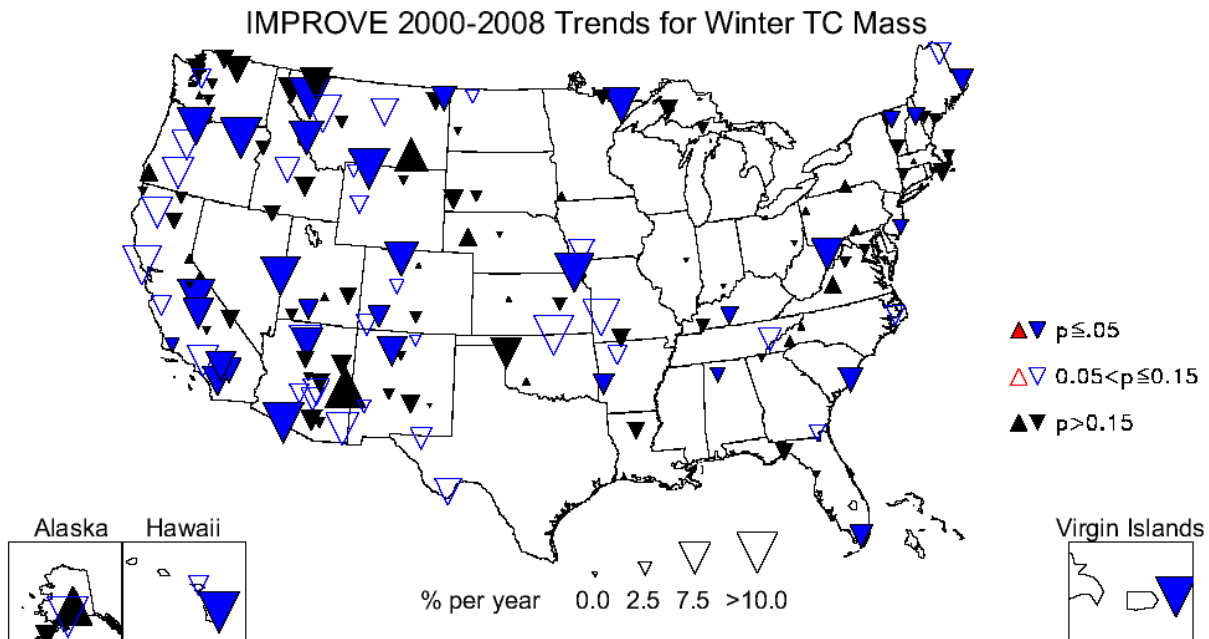 IMPROVE 2000-2008 Trends for Winter TC Mass
p≤.05
0.05<p≤0.15
p>0.15
Alaska Hawaii
Virgin Islands
% per year 0.0 2.5 7.5 >10.0